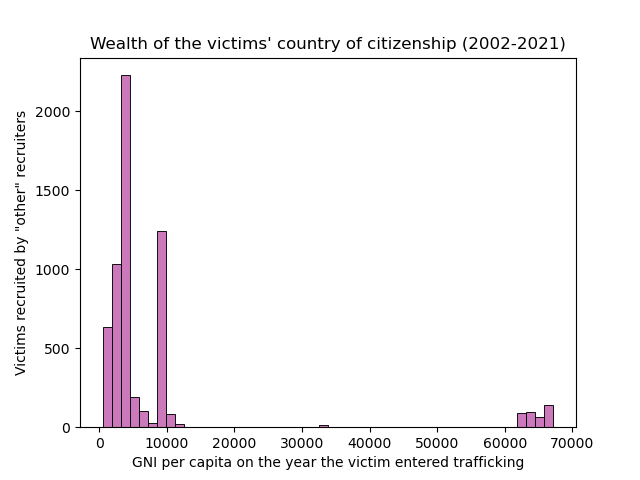 Wealth of the victims' country of citizenship (2002-2021)
Victims recruited by "other" recruiters
2000
1500
1000
500
0
0 10000 20000 30000 40000 50000 60000 70000
GNI per capita on the year the victim entered trafficking